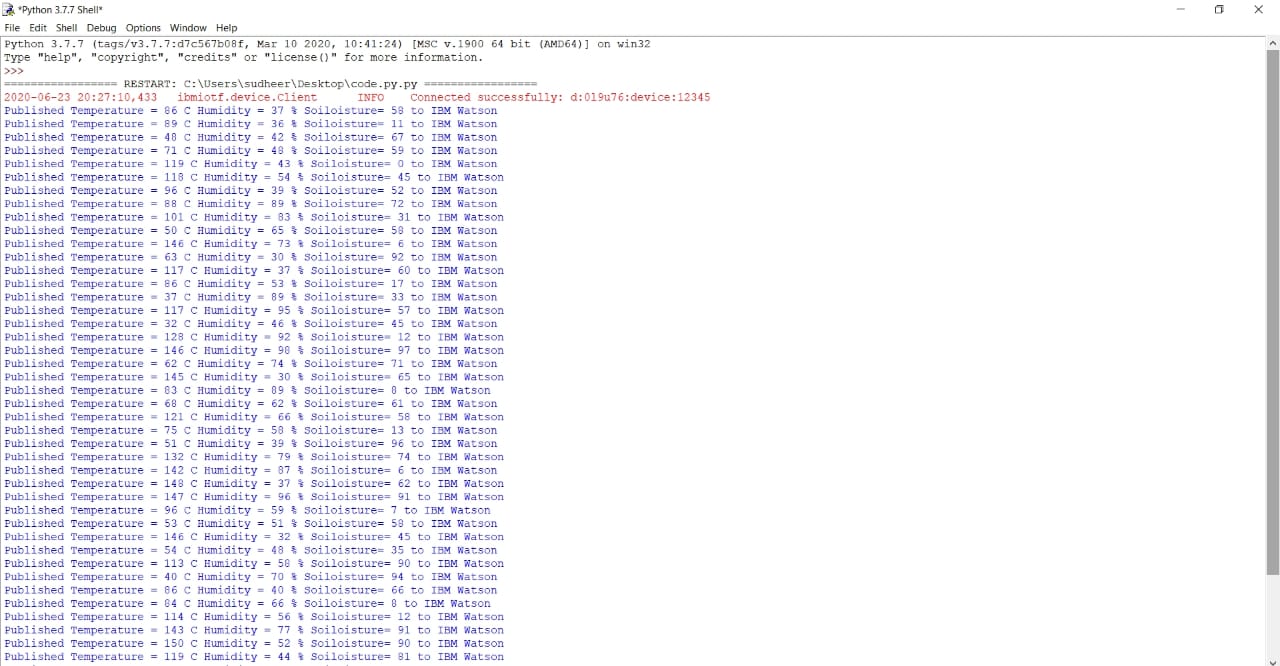 *Python 3.7.7 Shell*
File Edit Shell Debug Options Window Help
Python 3.7.7 (tags/v3.7.7:d7c567b08f, Mar 10 2020, 10:41:24) [MSC v.1900 64 bit (AMD64)] on win32
Type "help", "copyright", "credits" or "license()" for more information.
>>>
================= RESTART: C:\Users\sudheer\Desktop\code.py.py =================
2020-06-23 20:27:10,433   ibmiotf.device.Client      INFO    Connected successfully: d:0l9u76:device:12345
Published Temperature = 86 C Humidity = 37 % Soiloisture= 58 to IBM Watson
Published Temperature = 89 C Humidity = 36 % Soiloisture= 11 to IBM Watson
Published Temperature = 48 C Humidity = 42 % Soiloisture= 67 to IBM Watson
Published Temperature = 71 C Humidity = 48 % Soiloisture= 59 to IBM Watson
Published Temperature = 119 C Humidity = 43 % Soiloisture= 0 to IBM Watson
Published Temperature = 118 C Humidity = 54 % Soiloisture= 45 to IBM Watson
Published Temperature = 96 C Humidity = 39 % Soiloisture= 52 to IBM Watson
Published Temperature = 88 C Humidity = 89 % Soiloisture= 72 to IBM Watson
Published Temperature = 101 C Humidity = 83 % Soiloisture= 31 to IBM Watson
Published Temperature = 50 C Humidity = 65 % Soiloisture= 58 to IBM Watson
Published Temperature = 146 C Humidity = 73 % Soiloisture= 6 to IBM Watson
Published Temperature = 63 C Humidity = 30 % Soiloisture= 92 to IBM Watson
Published Temperature = 117 C Humidity = 37 % Soiloisture= 60 to IBM Watson
Published Temperature = 86 C Humidity = 53 % Soiloisture= 17 to IBM Watson
Published Temperature = 37 C Humidity = 89 % Soiloisture= 33 to IBM Watson
Published Temperature = 117 C Humidity = 95 % Soiloisture= 57 to IBM Watson
Published Temperature = 32 C Humidity = 46 % Soiloisture= 45 to IBM Watson
Published Temperature = 128 C Humidity = 92 % Soiloisture= 12 to IBM Watson
Published Temperature = 146 C Humidity = 98 % Soiloisture= 97 to IBM Watson
Published Temperature = 62 C Humidity = 74 % Soiloisture= 71 to IBM Watson
Published Temperature = 145 C Humidity = 30 % Soiloisture= 65 to IBM Watson
Published Temperature = 83 C Humidity = 89 % Soiloisture= 8 to IBM Watson
Published Temperature = 68 C Humidity = 62 % Soiloisture= 61 to IBM Watson
Published Temperature = 121 C Humidity = 66 % Soiloisture= 58 to IBM Watson
Published Temperature = 75 C Humidity = 58 % Soiloisture= 13 to IBM Watson
Published Temperature = 51 C Humidity = 39 % Soiloisture= 96 to IBM Watson
Published Temperature = 132 C Humidity = 79 % Soiloisture= 74 to IBM Watson
Published Temperature = 142 C Humidity = 87 % Soiloisture= 6 to IBM Watson
Published Temperature = 148 C Humidity = 37 % Soiloisture= 62 to IBM Watson
Published Temperature = 147 C Humidity = 96 % Soiloisture= 91 to IBM Watson
Published Temperature = 96 C Humidity = 59 % Soiloisture= 7 to IBM Watson
Published Temperature = 53 C Humidity = 51 % Soiloisture= 58 to IBM Watson
Published Temperature = 146 C Humidity = 32 % Soiloisture= 45 to IBM Watson
Published Temperature = 54 C Humidity = 48 % Soiloisture= 35 to IBM Watson
Published Temperature = 113 C Humidity = 58 % Soiloisture= 90 to IBM Watson
Published Temperature = 40 C Humidity = 70 % Soiloisture= 94 to IBM Watson
Published Temperature = 86 C Humidity = 40 % Soiloisture= 66 to IBM Watson
Published Temperature = 84 C Humidity = 66 % Soiloisture= 8 to IBM Watson
Published Temperature = 114 C Humidity = 56 % Soiloisture= 12 to IBM Watson
Published Temperature = 143 C Humidity = 77 % Soiloisture= 91 to IBM Watson
Published Temperature = 150 C Humidity = 52 % Soiloisture= 90 to IBM Watson
Published Temperature = 119 C Humidity = 44 % Soiloisture= 81 to IBM Watson